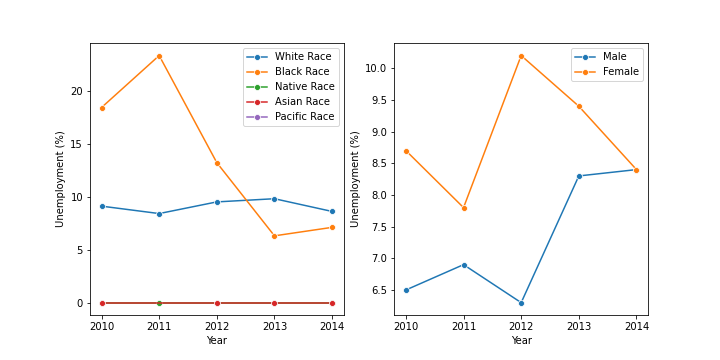 White Race
Black Race
Native Race
Asian Race
Pacific Race
20
15
10
5
0
Unemployment (%)
2010 2011 2012 2013 2014
Year
Male
Female
10.0
9.5
9.0
8.5
8.0
7.5
7.0
6.5
Unemployment (%)
2010 2011 2012 2013 2014
Year